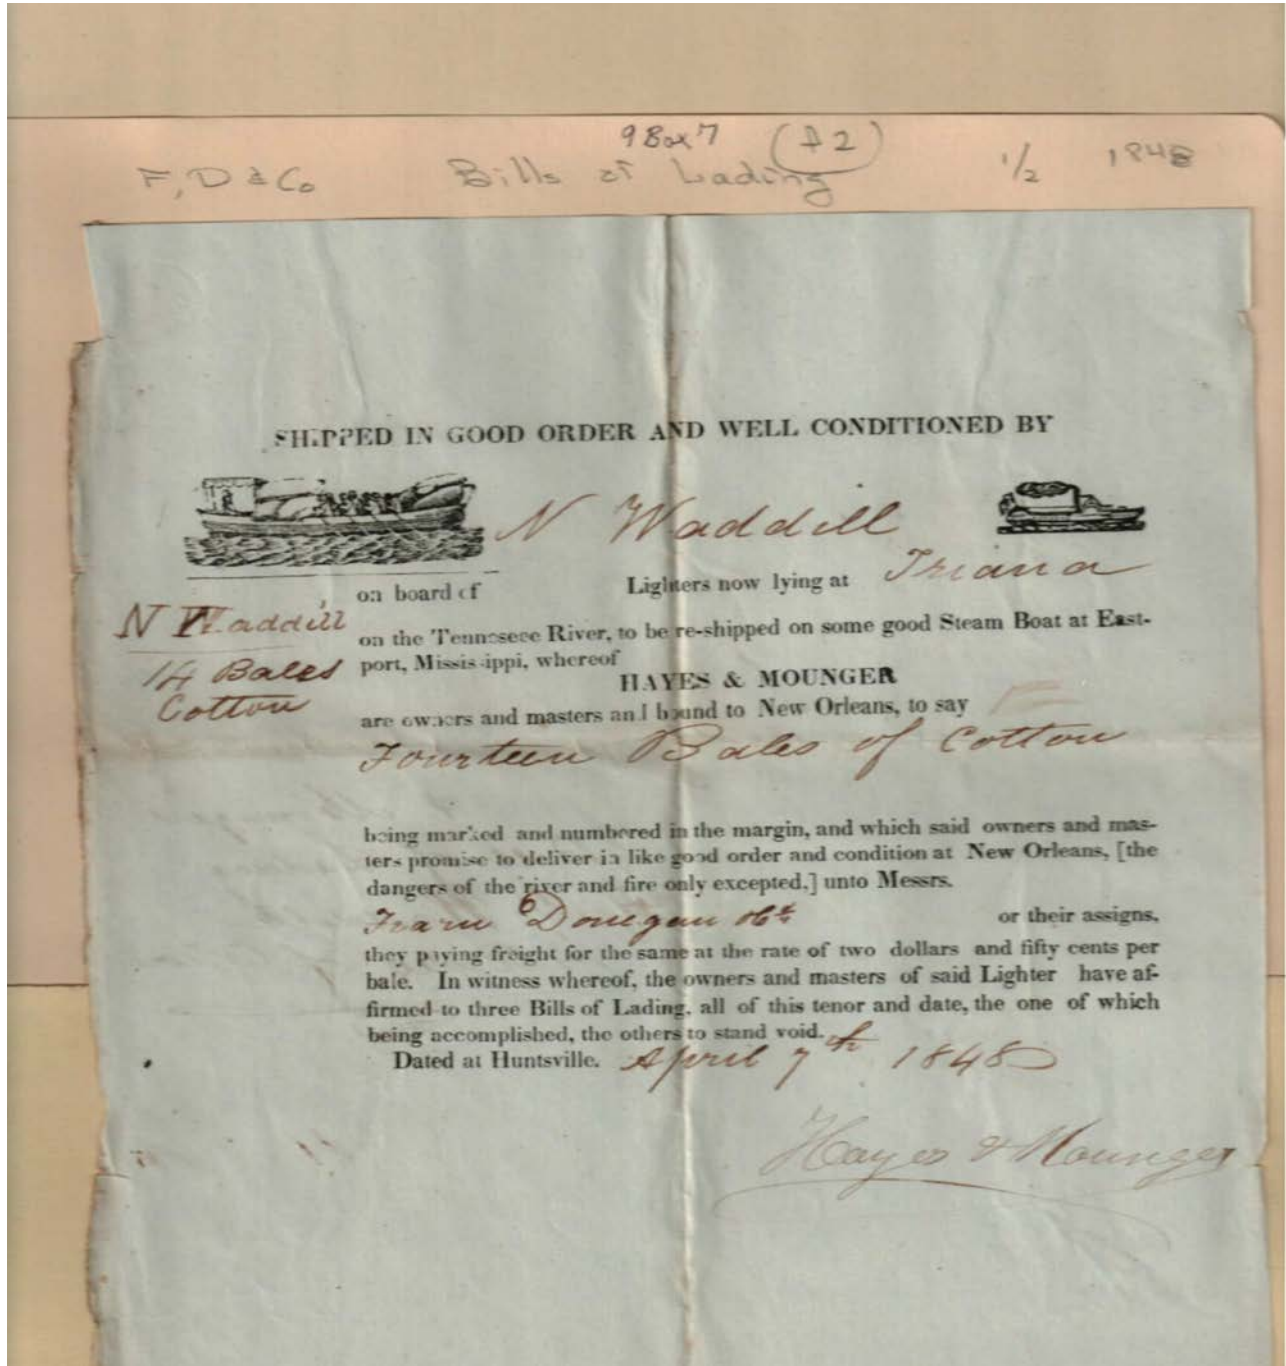 9 Box 7 (A2)
F, D & Co Bills of Lading 1/2 1848
SHIPPED IN GOOD ORDER AND WELL CONDITIONED BY
N Waddill
on board of Lighters now lying at Triana
N Waddill
on the Tennessee River, to be re-shipped on some good Steam Boat at East-
port, Mississippi, whereof
14 Bales
HAYES & MOUNGER
Cotton
are owners and masters and bound to New Orleans, to say
Fourteen Bales of Cotton
being marked and numbered in the margin, and which said owners and mas-
ters promise to deliver in like good order and condition at New Orleans, [the
dangers of the river and fire only excepted,] unto Messrs.
Donegan or their assigns,
they paying freight for the same at the rate of two dollars and fifty cents per
bale. In witness whereof, the owners and masters of said Lighter have af-
firmed to three Bills of Lading, all of this tenor and date, the one of which
being accomplished, the others to stand void.
Dated at Huntsville. April 7th 1848
Hayes & Mounger